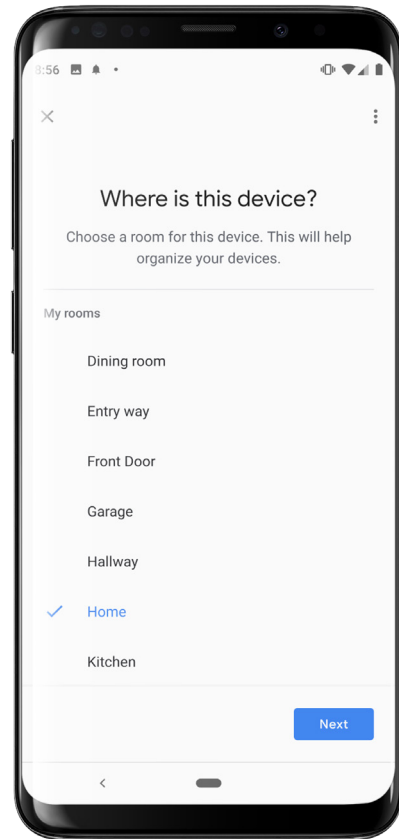 8:56
Where is this device?
Choose a room for this device. This will help
organize your devices.
My rooms
Dining room
Entry way
Front Door
Garage
Hallway
Home
Kitchen
Next